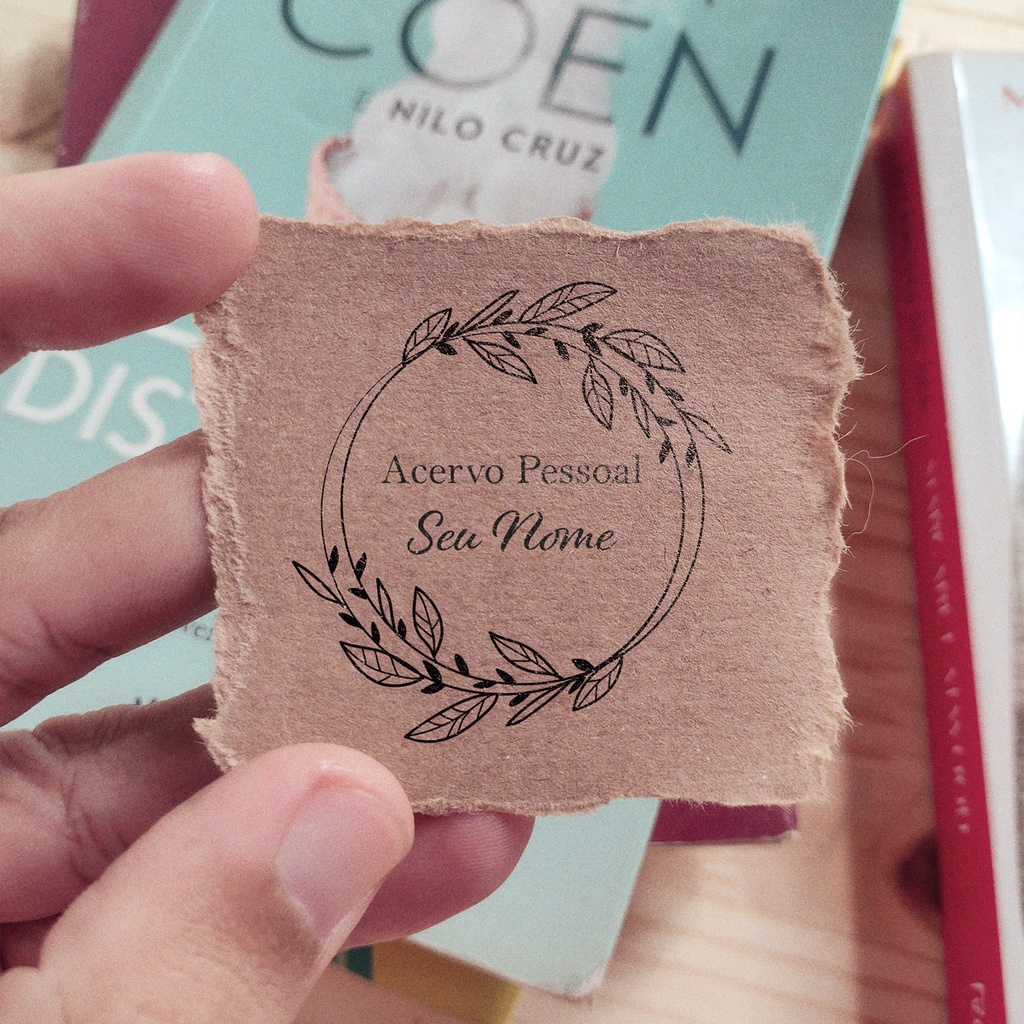 COEN
NILO CRUZ
DIS
Acervo Pessoal
Seu Nome